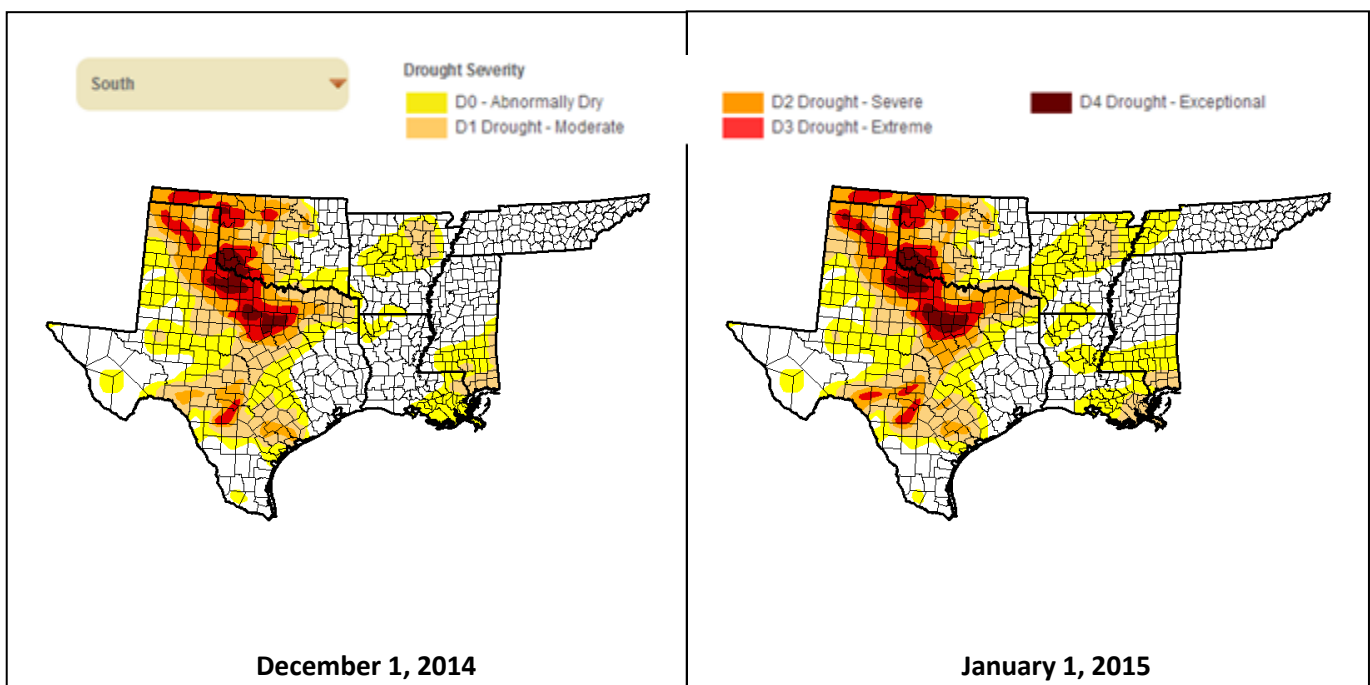 South
Drought Severity
D0 - Abnormally Dry
D1 Drought - Moderate
D2 Drought - Severe
D3 Drought - Extreme
D4 Drought - Exceptional
December 1, 2014
January 1, 2015